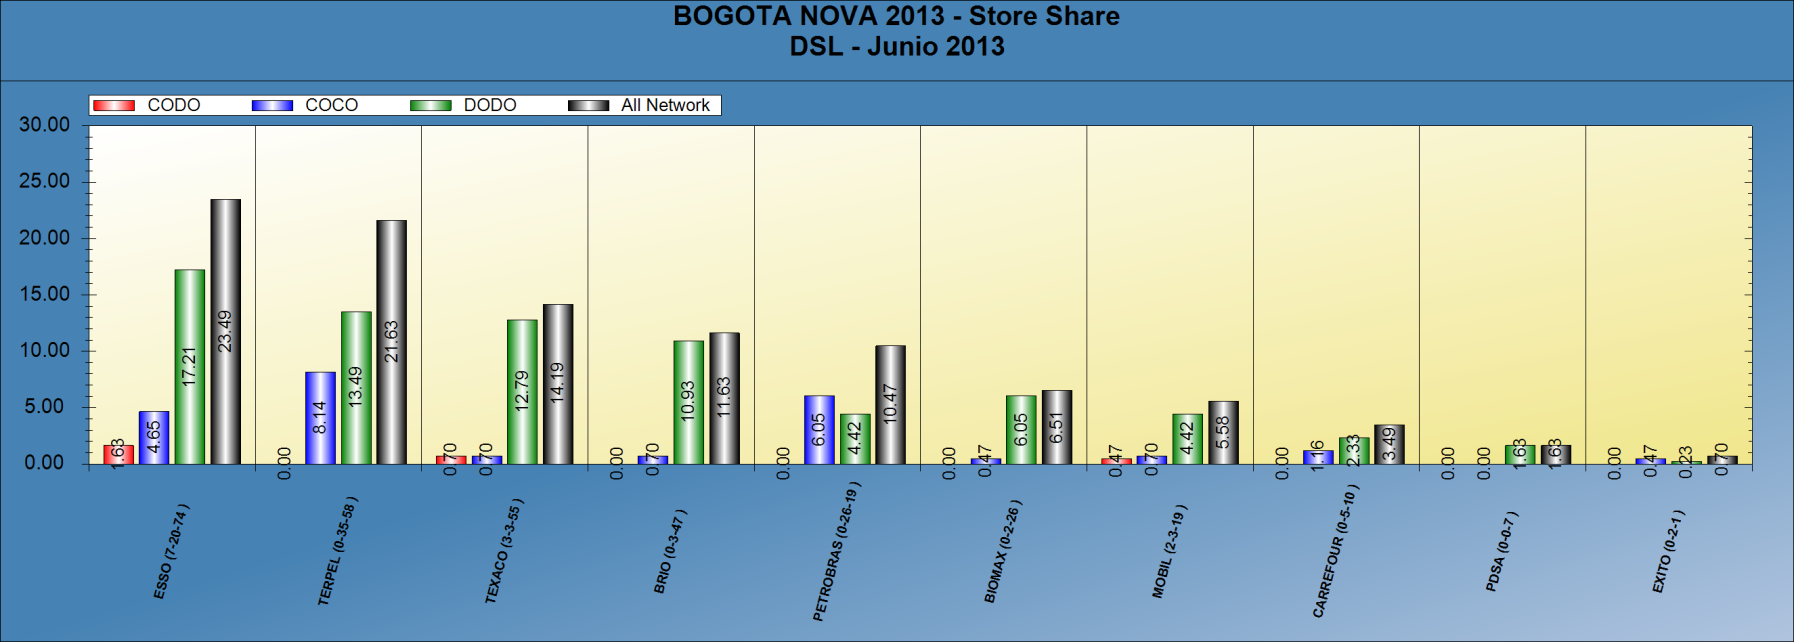 BOGOTA NOVA 2013 - Store Share
DSL - Junio 2013
CODO COCO DODO All Network
30.00
25.00
20.00
15.00
10.00
5.00
0.00
1.63 4.65 17.21 23.49
0.00 8.14 13.49 21.63
0.70 0.70 12.79 14.19
0.00 0.70 10.93 11.63
0.00 6.05 4.42 10.47
0.00 0.47 6.05 6.51
0.47 0.70 4.42 5.58
0.00 1.16 2.33 3.49
0.00 0.00 1.63 1.63
0.00 0.47 0.23 0.70
ESSO (7-20-74 )
TERPEL (0-35-58 )
TEXACO (3-3-55 )
BRIO (0-3-47 )
PETROBRAS (0-26-19 )
BIOMAX (0-2-26 )
MOBIL (2-3-19 )
CARREFOUR (0-5-10 )
PDSA (0-0-7 )
EXITO (0-2-1 )